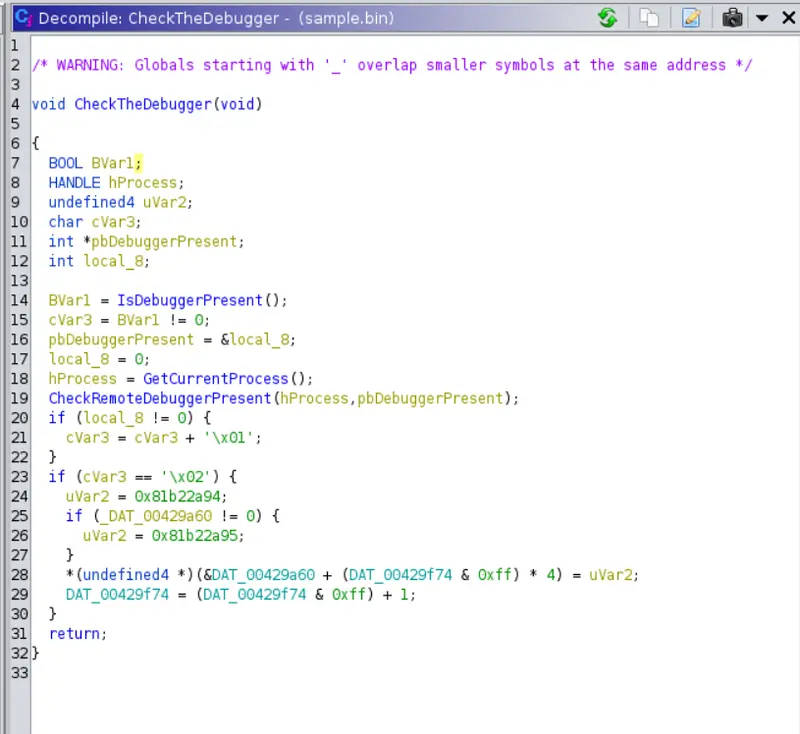 Decompile: CheckTheDebugger - (sample.bin)
1
2 /* WARNING: Globals starting with '_' overlap smaller symbols at the same address */
3
4 void CheckTheDebugger(void)
5
6 {
7 BOOL BVar1;
8 HANDLE hProcess;
9 undefined4 uVar2;
10 char cVar3;
11 int *pbDebuggerPresent;
12 int local_8;
13
14 BVar1 = IsDebuggerPresent();
15 cVar3 = BVar1 != 0;
16 pbDebuggerPresent = &local_8;
17 local_8 = 0;
18 hProcess = GetCurrentProcess();
19 CheckRemoteDebuggerPresent(hProcess,pbDebuggerPresent);
20 if (local_8 != 0) {
21 cVar3 = cVar3 + '\x01';
22 }
23 if (cVar3 == '\x02') {
24 uVar2 = 0x81b22a94;
25 if (_DAT_00429a60 != 0) {
26 uVar2 = 0x81b22a95;
27 }
28 *(undefined4 *)(&DAT_00429a60 + (DAT_00429f74 & 0xff) * 4) = uVar2;
29 DAT_00429f74 = (DAT_00429f74 & 0xff) + 1;
30 }
31 return;
32 }
33